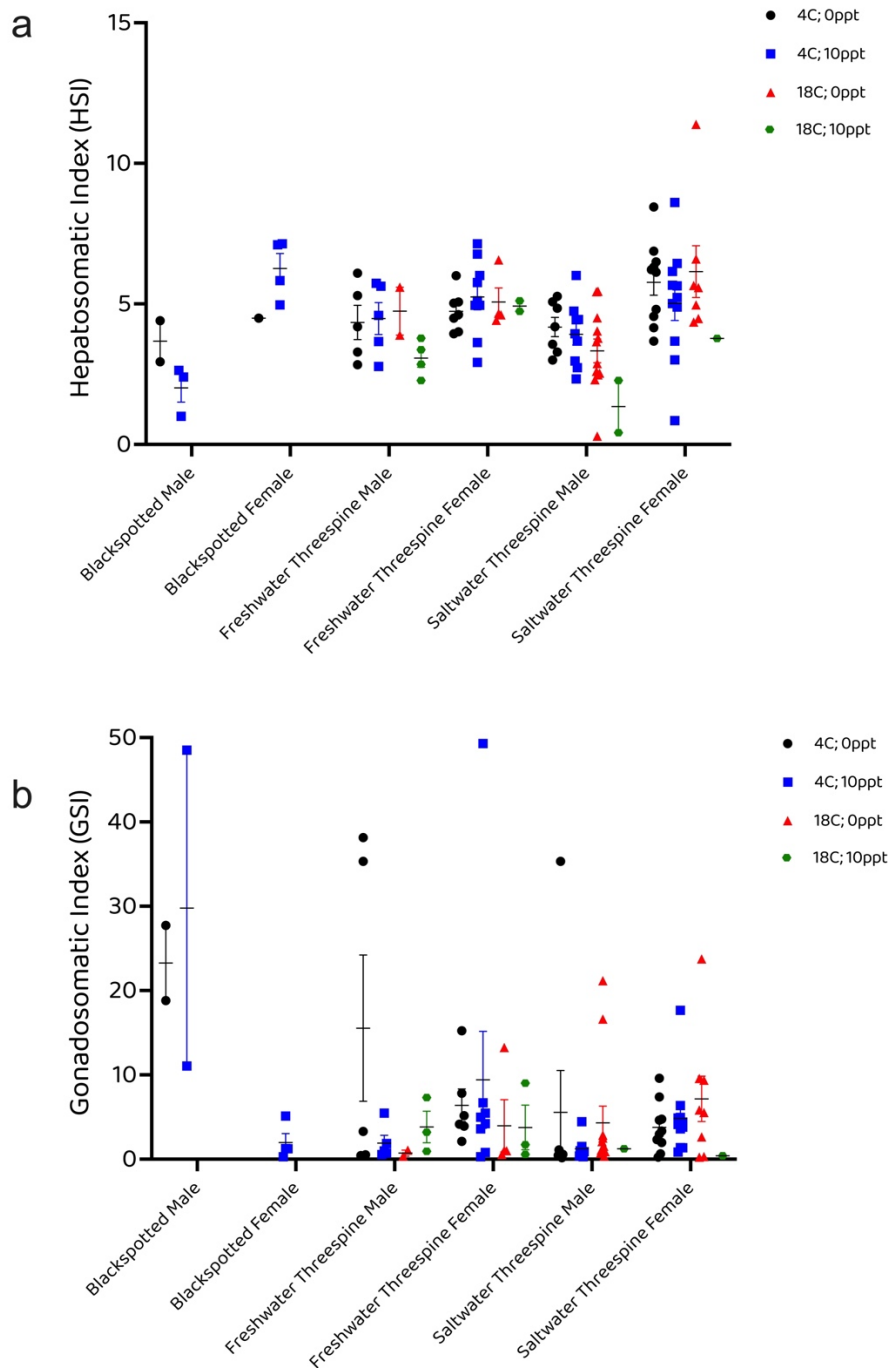 a
Hepatosomatic Index (HSI)
15
10
5
0
4C; 0ppt
4C; 10ppt
18C; 0ppt
18C; 10ppt
Blackspotted Male
Blackspotted Female
Freshwater Threespine Male
Freshwater Threespine Female
Saltwater Threespine Male
Saltwater Threespine Female
b
Gonadosomatic Index (GSI)
50
40
30
20
10
0
4C; 0ppt
4C; 10ppt
18C; 0ppt
18C; 10ppt
Blackspotted Male
Blackspotted Female
Freshwater Threespine Male
Freshwater Threespine Female
Saltwater Threespine Male
Saltwater Threespine Female